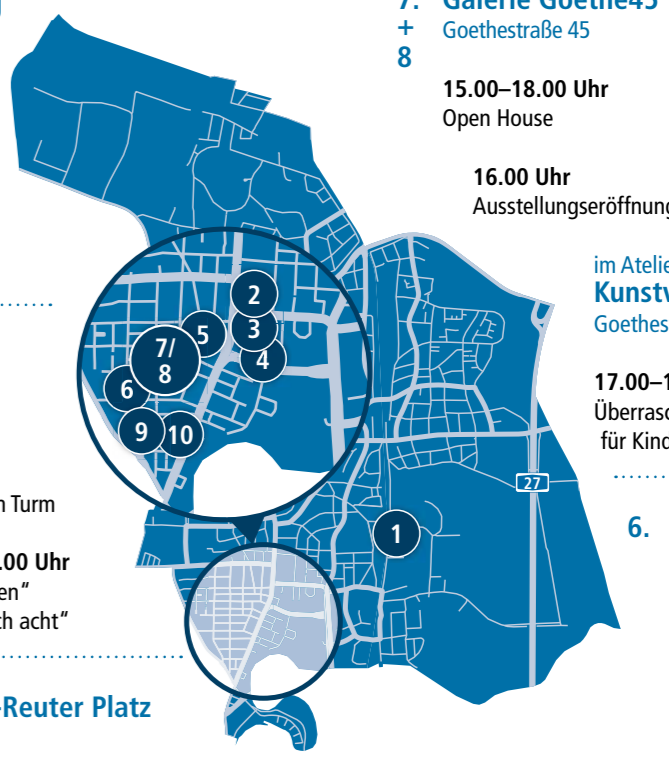 7. Galerie Goethe45
+ Goethestraße 45
8
15.00–18.00 Uhr
Open House
16.00 Uhr
Ausstellungseröffnung
im Atelie
Kunstv
Goethes
17.00–1
Überrasc
für Kind
6.
2
3
4
5
7/
8
6
9
10
1
27
Turm
.00 Uhr
en“
ch acht“
-Reuter Platz